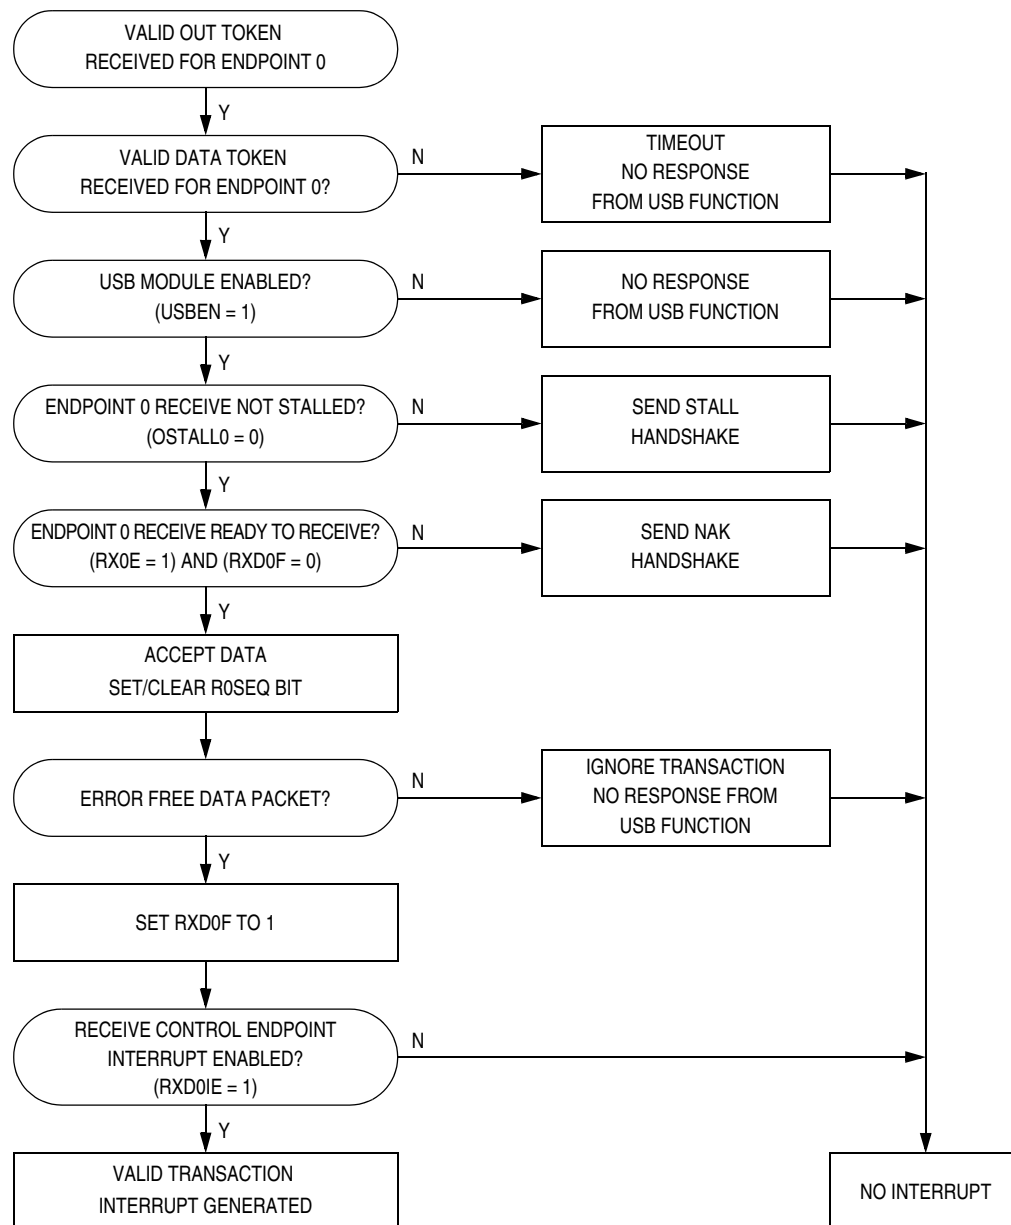 VALID OUT TOKEN
RECEIVED FOR ENDPOINT 0
Y
VALID DATA TOKEN
RECEIVED FOR ENDPOINT 0?
N
TIMEOUT
NO RESPONSE
FROM USB FUNCTION
Y
USB MODULE ENABLED?
(USBEN = 1)
N
NO RESPONSE
FROM USB FUNCTION
Y
ENDPOINT 0 RECEIVE NOT STALLED?
(OSTALL0 = 0)
N
SEND STALL
HANDSHAKE
Y
ENDPOINT 0 RECEIVE READY TO RECEIVE?
(RX0E = 1) AND (RXD0F = 0)
N
SEND NAK
HANDSHAKE
Y
ACCEPT DATA
SET/CLEAR R0SEQ BIT
ERROR FREE DATA PACKET?
N
IGNORE TRANSACTION
NO RESPONSE FROM
USB FUNCTION
Y
SET RXD0F TO 1
RECEIVE CONTROL ENDPOINT
INTERRUPT ENABLED?
(RXD0IE = 1)
N
Y
VALID TRANSACTION
INTERRUPT GENERATED
NO INTERRUPT